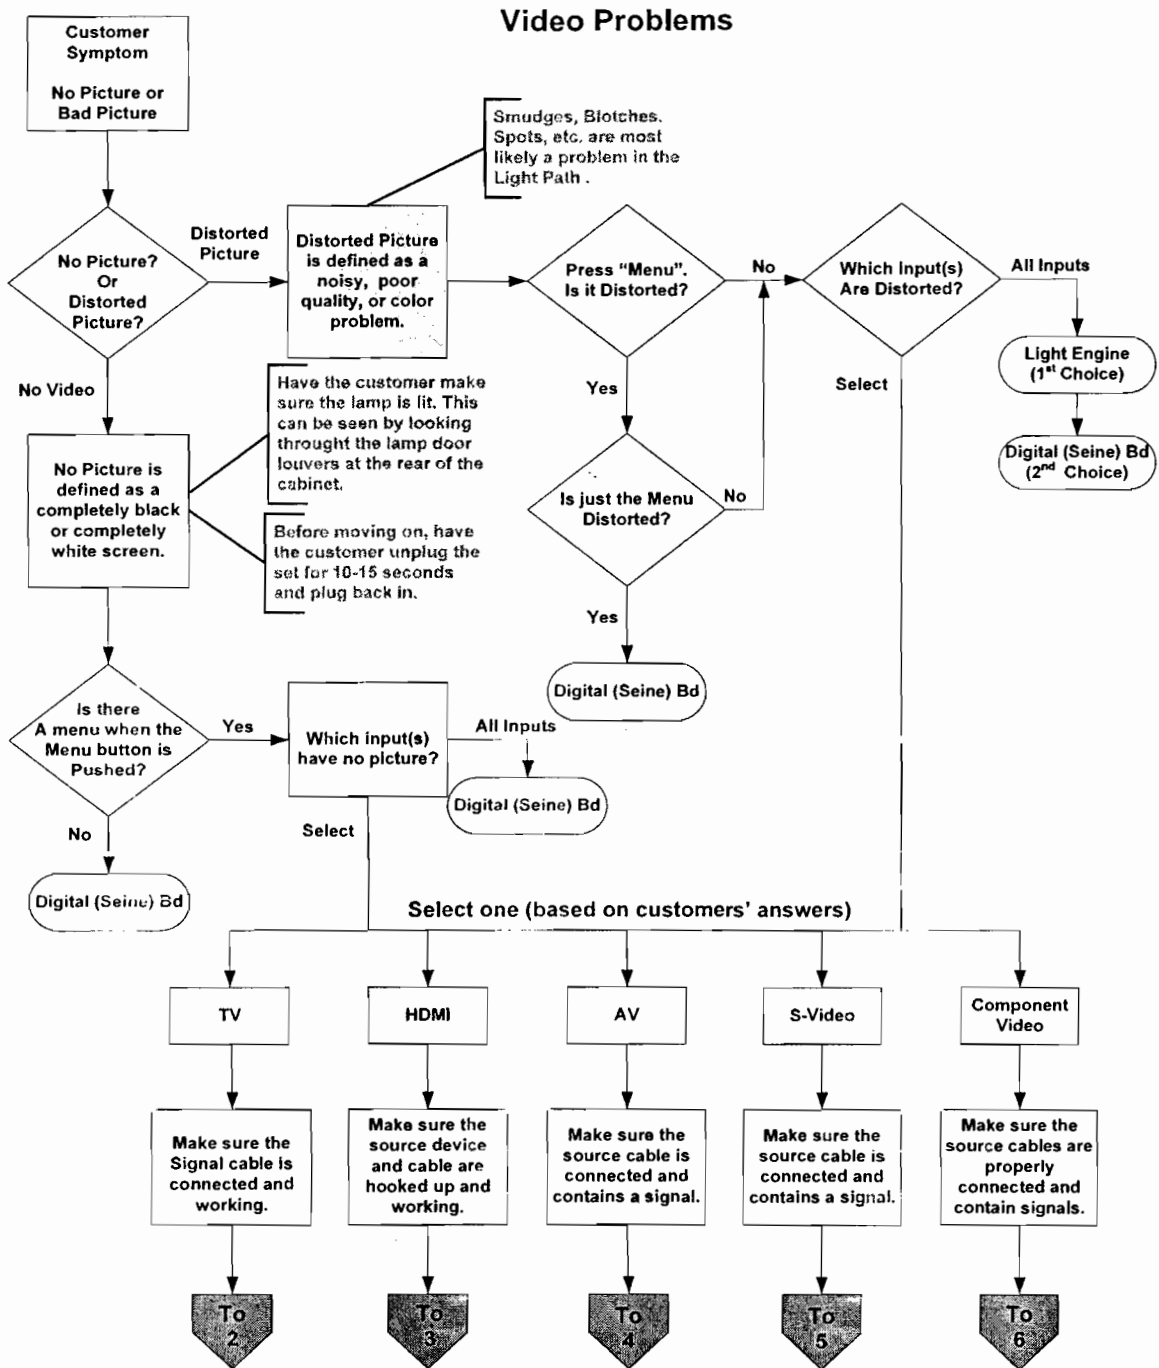 Video Problems
Customer
Symptom
No Picture or
Bad Picture
Smudges, Blotches.
Spots, etc. are most
likely a problem in the
Light Path .
No Picture?
Or
Distorted
Picture?
Distorted
Picture
Distorted Picture
is defined as a
noisy, poor
quality, or color
problem.
Press “Menu”.
Is it Distorted?
No
Which Input(s)
Are Distorted?
All Inputs
Light Engine
(1st Choice)
Digital (Seine) Bd
(2nd Choice)
No Video
Have the customer make
sure the lamp is lit. This
can be seen by looking
throught the lamp door
louvers at the rear of the
cabinet.
Yes
Select
No Picture is
defined as a
completely black
or completely
white screen.
Is just the Menu
Distorted?
No
Before moving on, have
the customer unplug the
set for 10-15 seconds
and plug back in.
Yes
Digital (Seine) Bd
Is there
A menu when the
Menu button is
Pushed?
Yes
Which input(s)
have no picture?
All Inputs
Digital (Seine) Bd
No
Select
Digital (Seine) Bd
Select one (based on customers’ answers)
TV
HDMI
AV
S-Video
Component
Video
Make sure the
Signal cable is
connected and
working.
Make sure the
source device
and cable are
hooked up and
working.
Make sure the
source cable is
connected and
contains a signal.
Make sure the
source cable is
connected and
contains a signal.
Make sure the
source cables are
properly
connected and
contain signals.
To
2
To
3
To
4
To
5
To
6